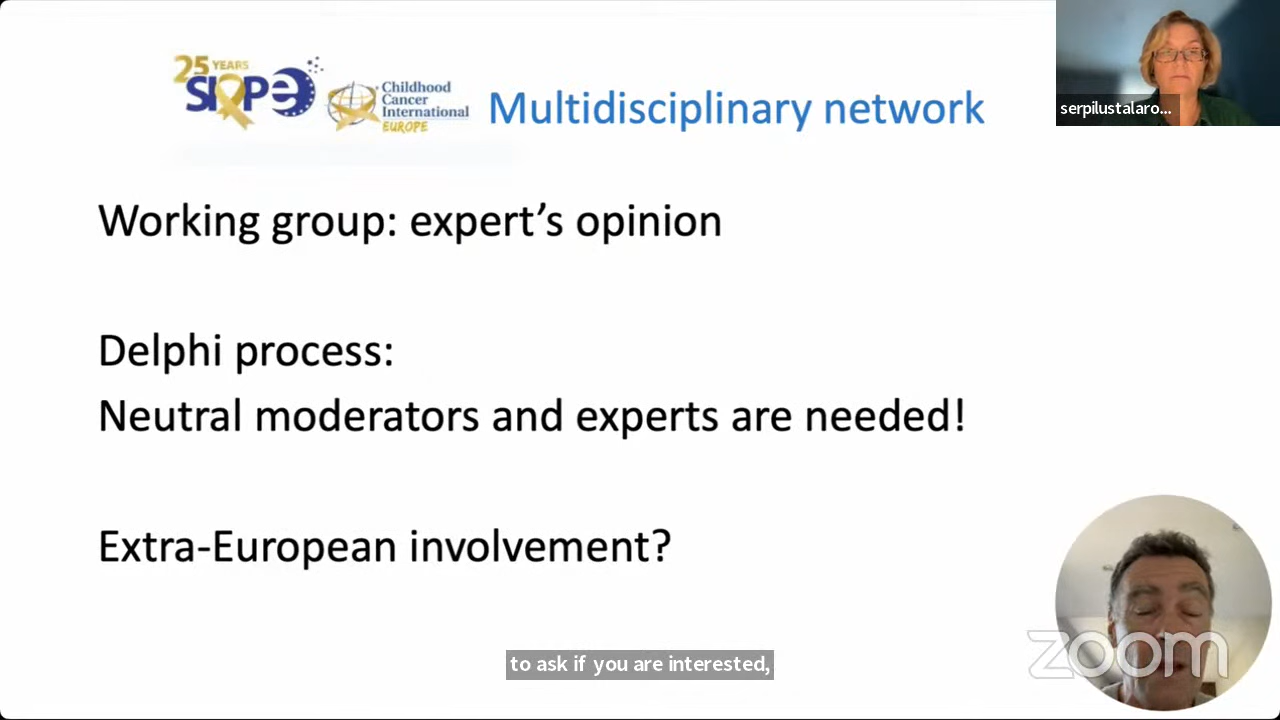 25 YEARS
SIOPe
Childhood
Cancer
International
EUROPE
Multidisciplinary network
serpilustalaro...
Working group: expert’s opinion
Delphi process:
Neutral moderators and experts are needed!
Extra-European involvement?
zoom
to ask if you are interested,